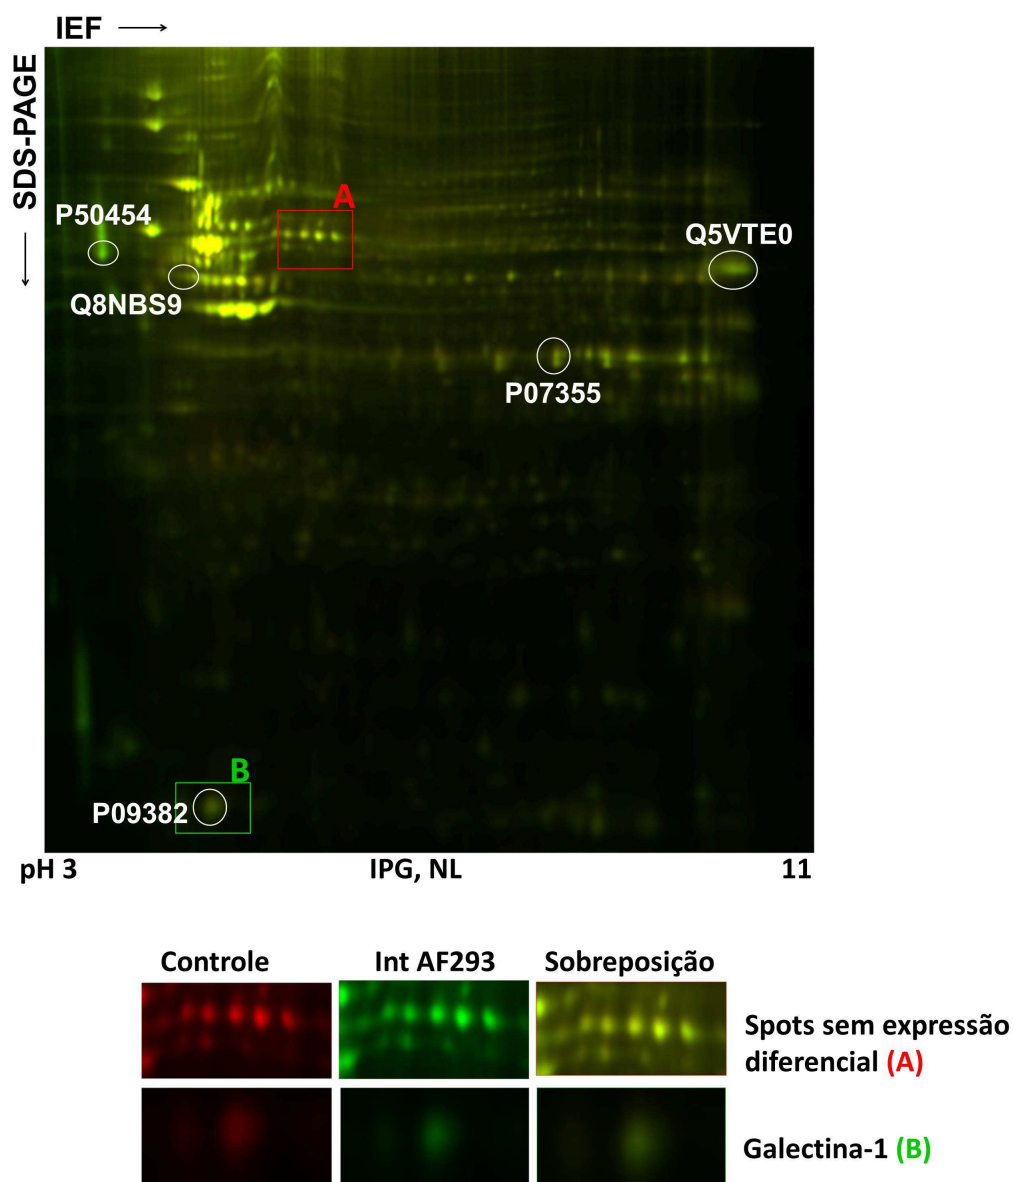 IEF
SDS-PAGE
A
P50454
Q5VTE0
Q8NBS9
P07355
B
P09382
pH 3
IPG, NL
11
Controle
Int AF293
Sobreposição
Spots sem expressão
diferencial (A)
Galectina-1 (B)